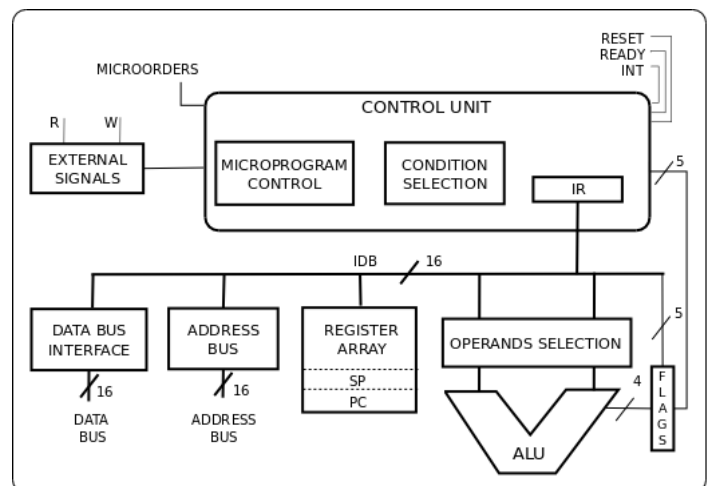 RESET
READY
INT
MICROORDERS
CONTROL UNIT
R W
EXTERNAL
SIGNALS
MICROPROGRAM
CONTROL
CONDITION
SELECTION
IR
5
IDB 16
DATA BUS
INTERFACE
ADDRESS
BUS
REGISTER
ARRAY
SP
PC
OPERANDS SELECTION
5
16
DATA
BUS
16
ADDRESS
BUS
4
FLAGS
ALU